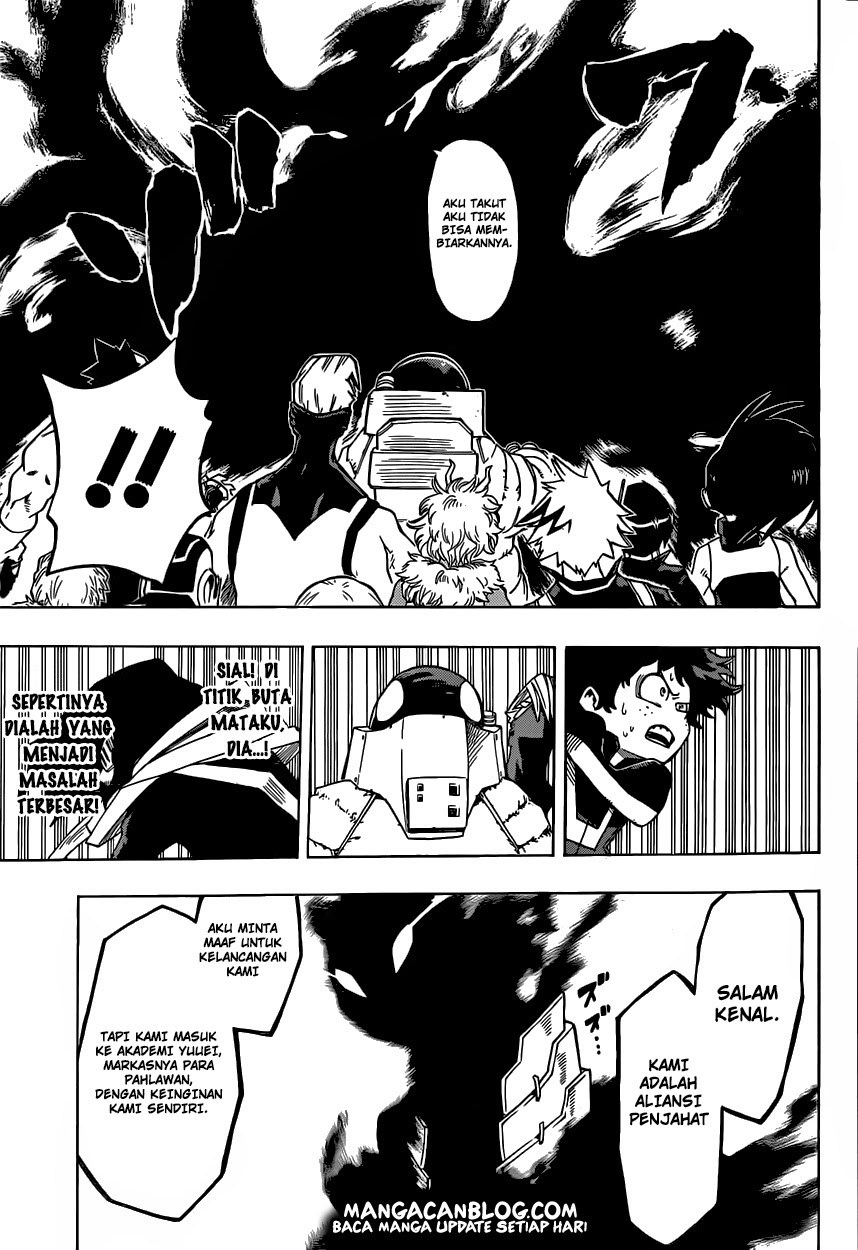 AKU TAKUT
AKU TIDAK
BISA MEM-
BIARKANNYA.
!!
SIAL! DI
TITIK BUTA
MATAKU,
DIA...!
SEPERTINYA
DIALAH YANG
MENJADI
MASALAH
TERBESAR!
SALAM
KENAL.
KAMI
ADALAH
ALIANSI
PENJAHAT
ズズ...
AKU MINTA
MAAF UNTUK
KELANCANGAN
KAMI
TAPI KAMI MASUK
KE AKADEMI YUUEI,
MARKASNYA PARA
PAHLAWAN,
DENGAN KEINGINAN
KAMI SENDIRI.
MANGACANBLOG.COM
BACA MANGA UPDATE SETIAP HARI